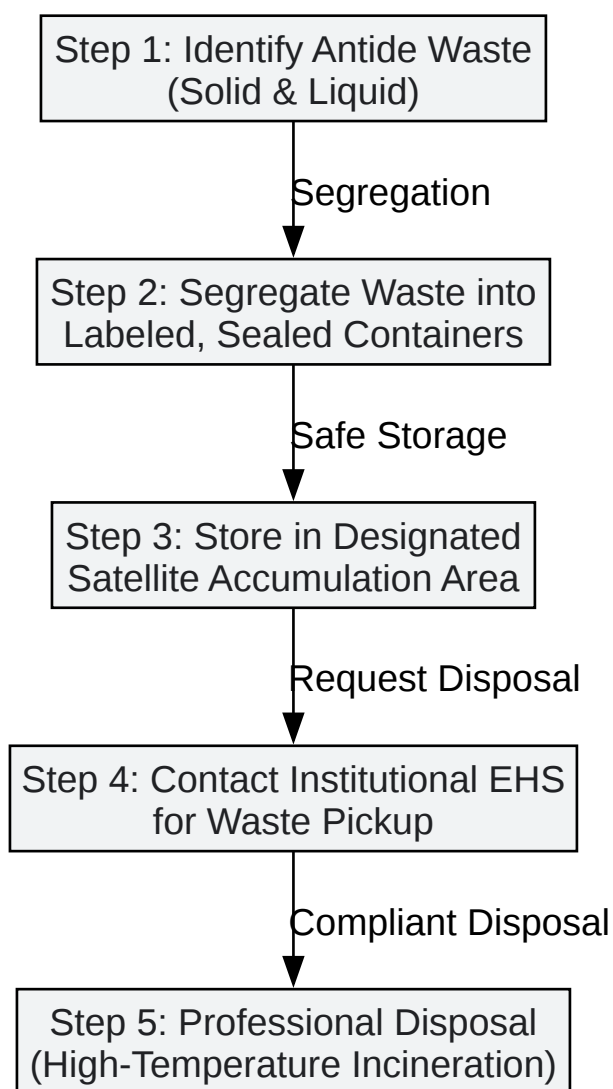 Step 1: Identify Antide Waste
(Solid & Liquid)
Segregation
Step 2: Segregate Waste into
Labeled, Sealed Containers
Safe Storage
Step 3: Store in Designated
Satellite Accumulation Area
Request Disposal
Step 4: Contact Institutional EHS
for Waste Pickup
Compliant Disposal
Step 5: Professional Disposal
(High-Temperature Incineration)